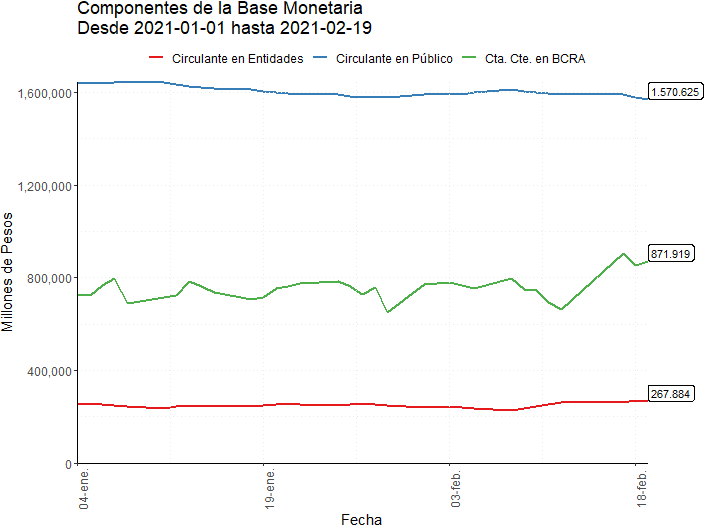 Componentes de la Base Monetaria
Desde 2021-01-01 hasta 2021-02-19
Circulante en Entidades Circulante en Público Cta. Cte. en BCRA
Millones de Pesos
1,600,000
1,200,000
800,000
400,000
0
1.570.625
871.919
267.884
04-ene.
19-ene.
03-feb.
18-feb.
Fecha